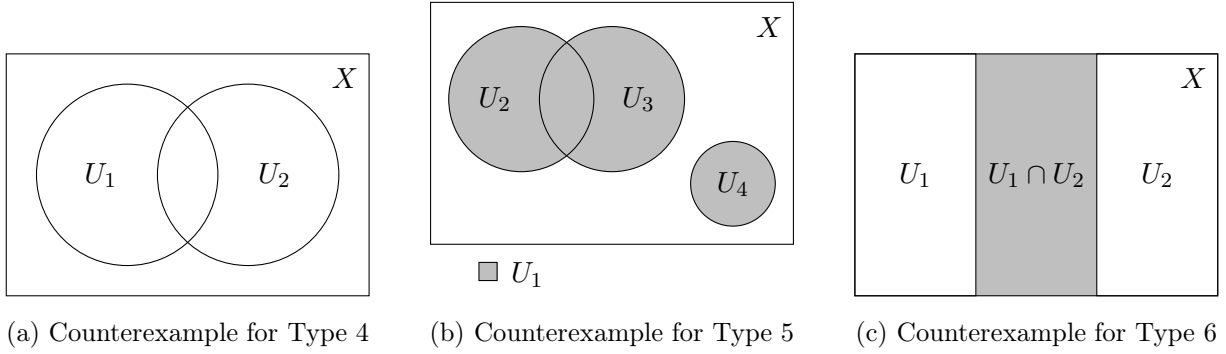 X
U₁
U₂
(a) Counterexample for Type 4
X
U₂
U₃
U₄
U₁
(b) Counterexample for Type 5
X
U₁
U₁ ∩ U₂
U₂
(c) Counterexample for Type 6